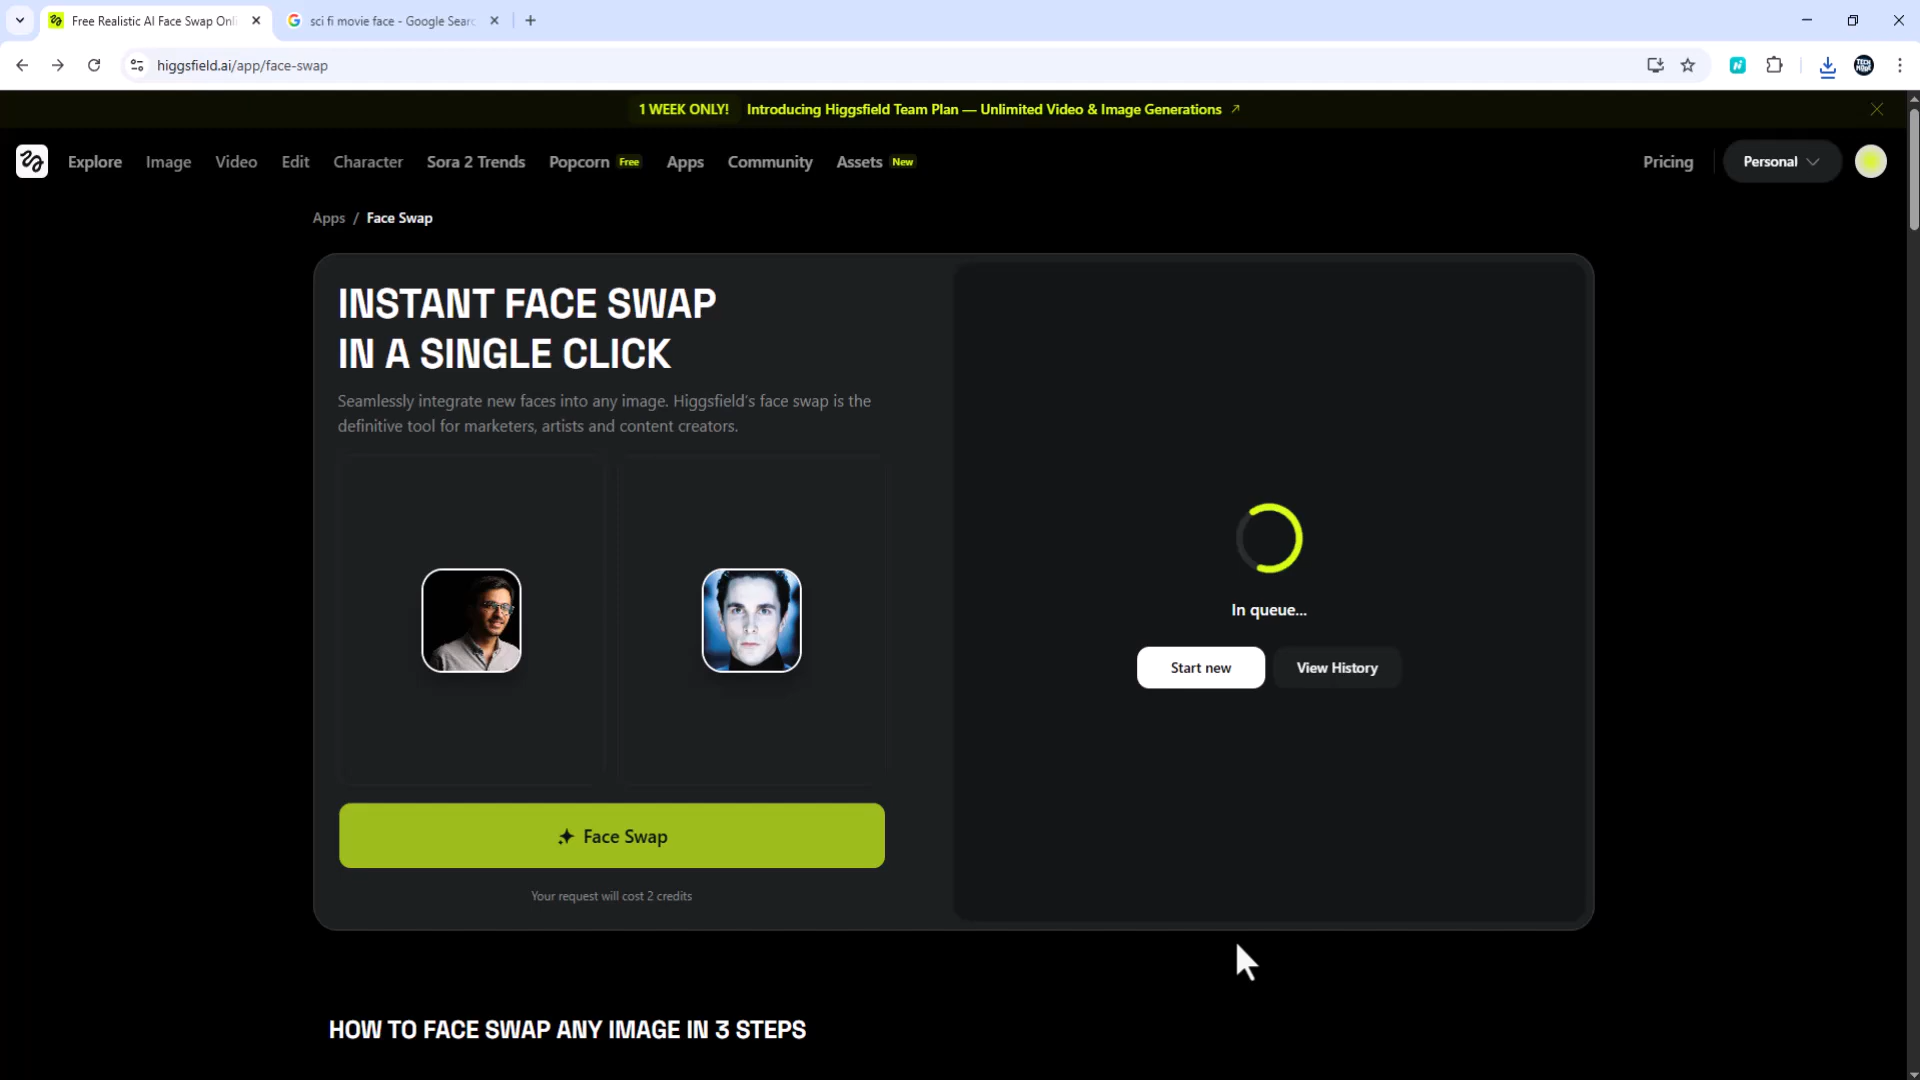 Free Realistic AI Face Swap Onli
sci fi movie face - Google Searc
higgsfield.ai/app/face-swap
1 WEEK ONLY! Introducing Higgsfield Team Plan — Unlimited Video & Image Generations
Explore Image Video Edit Character Sora 2 Trends Popcorn Free Apps Community Assets New Pricing Personal
Apps / Face Swap
INSTANT FACE SWAP
IN A SINGLE CLICK
Seamlessly integrate new faces into any image. Higgsfield's face swap is the
definitive tool for marketers, artists and content creators.
In queue...
Start new View History
Face Swap
Your request will cost 2 credits
HOW TO FACE SWAP ANY IMAGE IN 3 STEPS